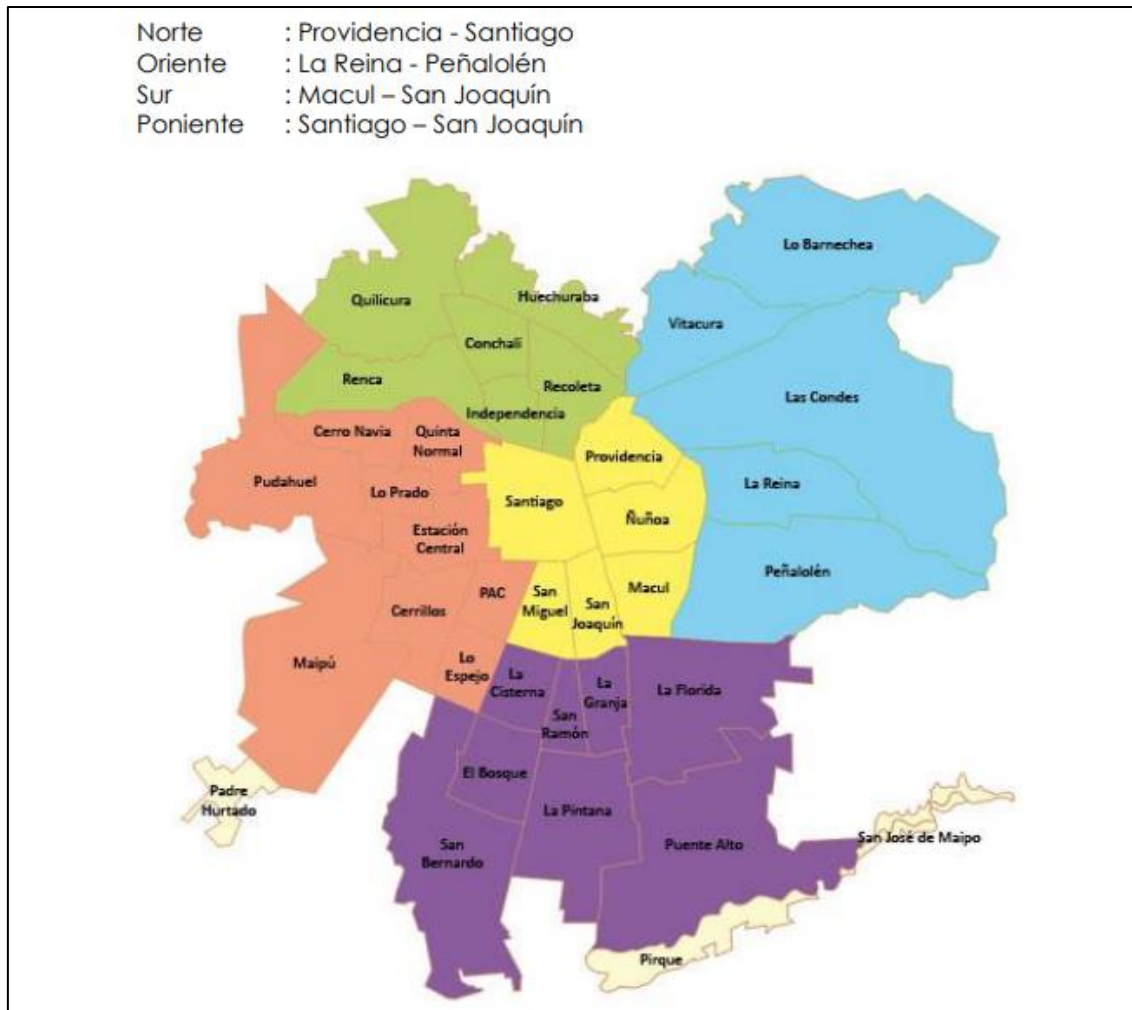 Norte : Providencia - Santiago
Oriente : La Reina - Peñalolén
Sur : Macul – San Joaquín
Poniente : Santiago – San Joaquín
Lo Barnechea
Quilicura
Huechuraba
Vitacura
Conchalí
Renca
Recoleta
Las Condes
Independencia
Cerro Navia
Quinta
Normal
Providencia
Pudahuel
La Reina
Lo Prado
Santiago
Ñuñoa
Estación
Central
Peñalolén
PAC
San
Miguel
San
Joaquín
Macul
Cerrillos
Maipú
Lo
Espejo
La
Cisterna
La
Granja
La Florida
San
Ramón
El Bosque
Padre
Hurtado
La Pintana
San
Bernardo
Puente Alto
San José de Maipo
Pirque